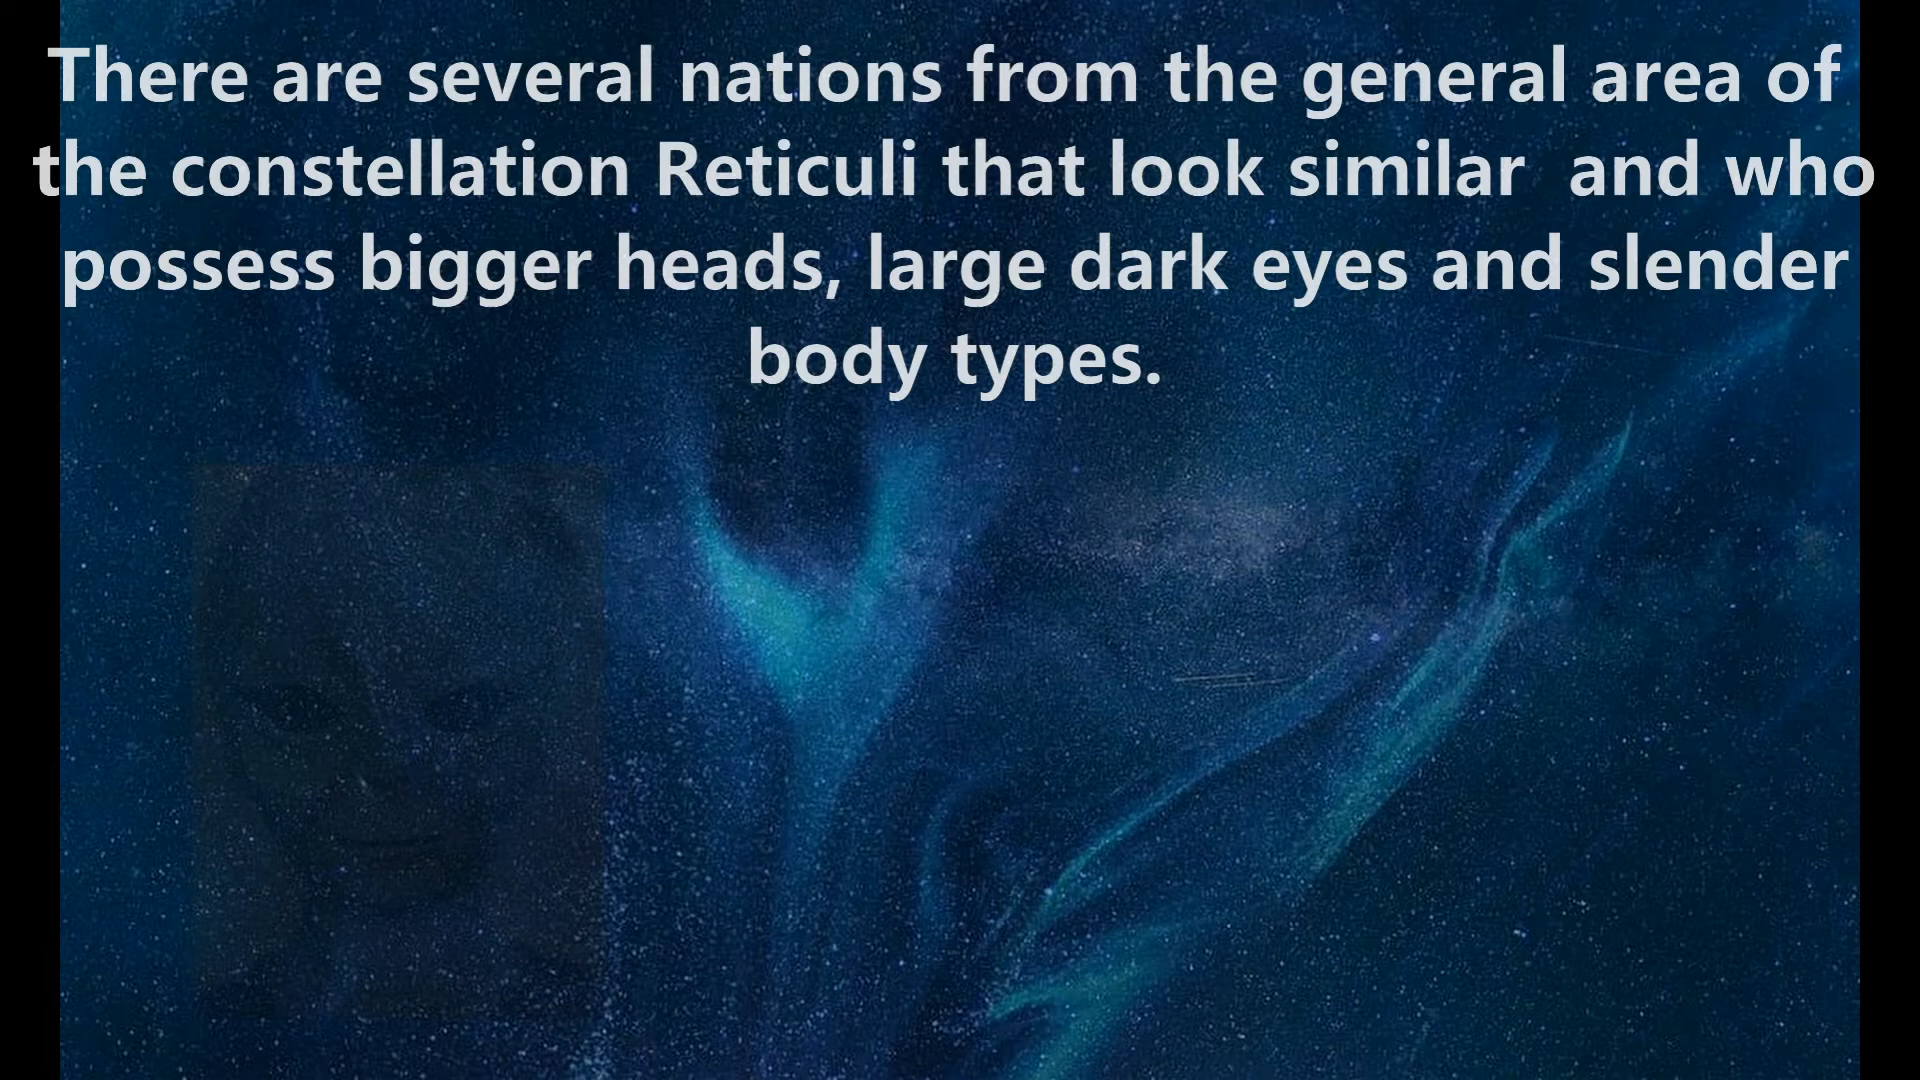 There are several nations from the general area of
the constellation Reticuli that look similar  and who
possess bigger heads, large dark eyes and slender
body types.